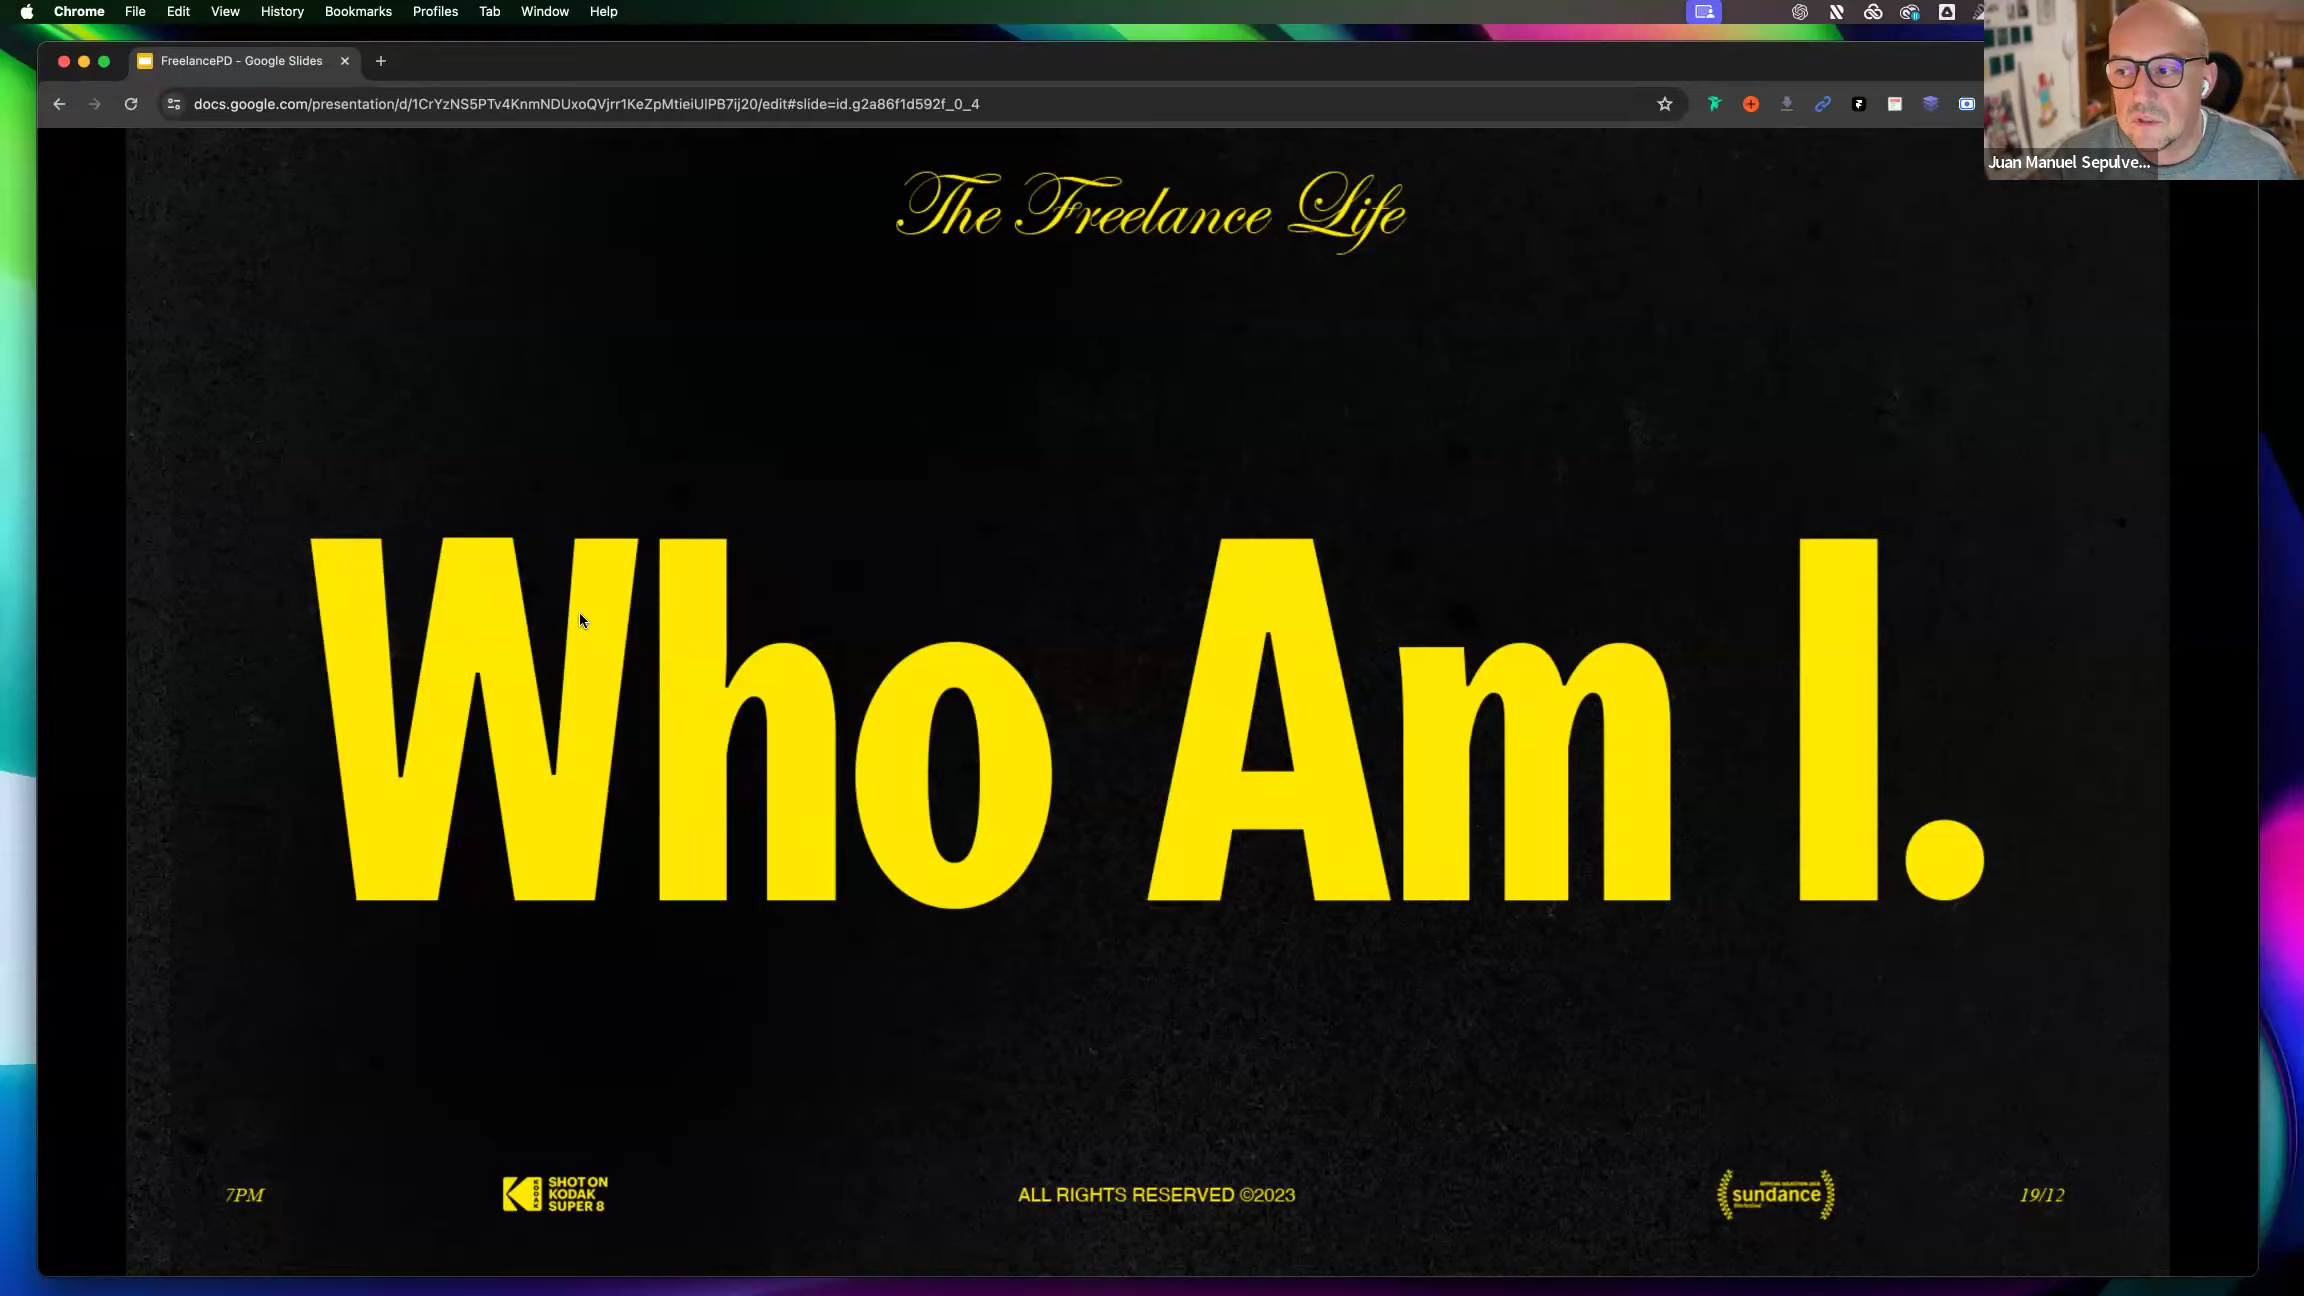 Chrome File Edit View History Bookmarks Profiles Tab Window Help
FreelancePD - Google Slides
docs.google.com/presentation/d/1CrYzNS5PTv4KnmNDUxoQVjrr1KeZpMtieiUlPB7ij20/edit#slide=id.g2a86f1d592f_0_4
Juan Manuel Sepulve...
The Freelance Life
Who Am I.
7PM
KODAK
SHOT ON
KODAK
SUPER 8
ALL RIGHTS RESERVED ©2023
sundance
19/12